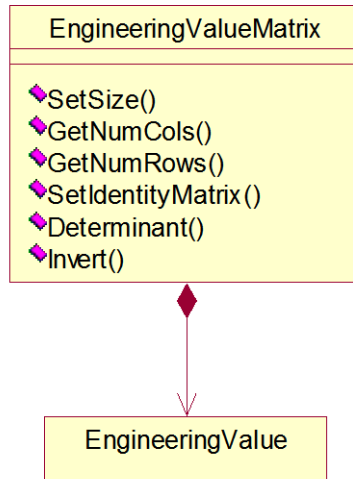 EngineeringValueMatrix
SetSize()
GetNumCols()
GetNumRows()
SetIdentityMatrix()
Determinant()
Invert()
EngineeringValue